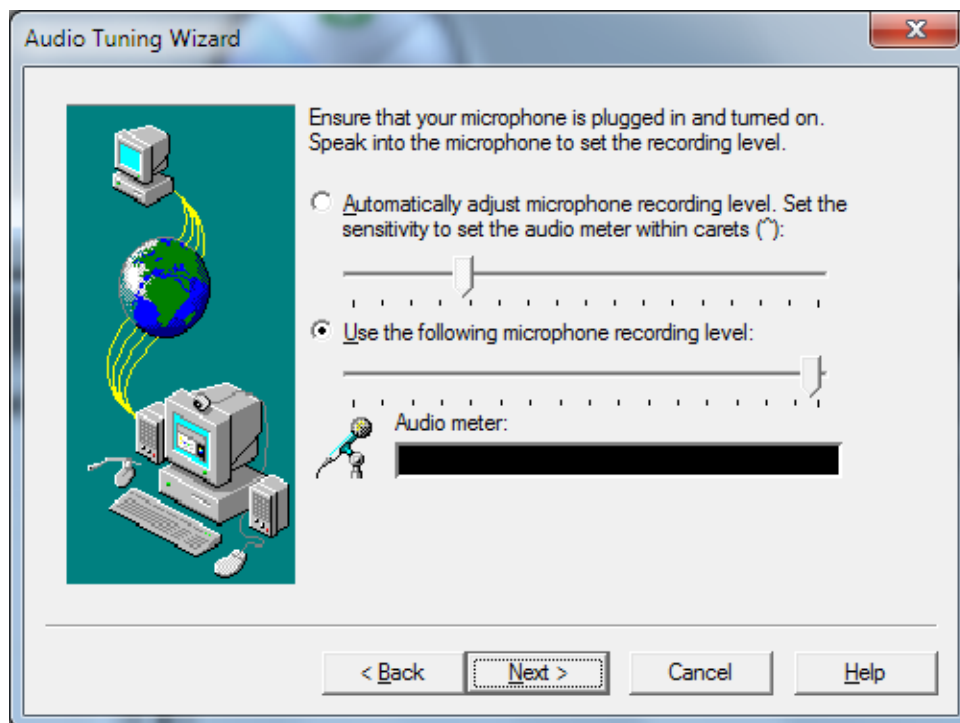 Audio Tuning Wizard
Ensure that your microphone is plugged in and turned on.
Speak into the microphone to set the recording level.
Automatically adjust microphone recording level. Set the
sensitivity to set the audio meter within carets (^):
Use the following microphone recording level:
Audio meter:
< Back
Next >
Cancel
Help